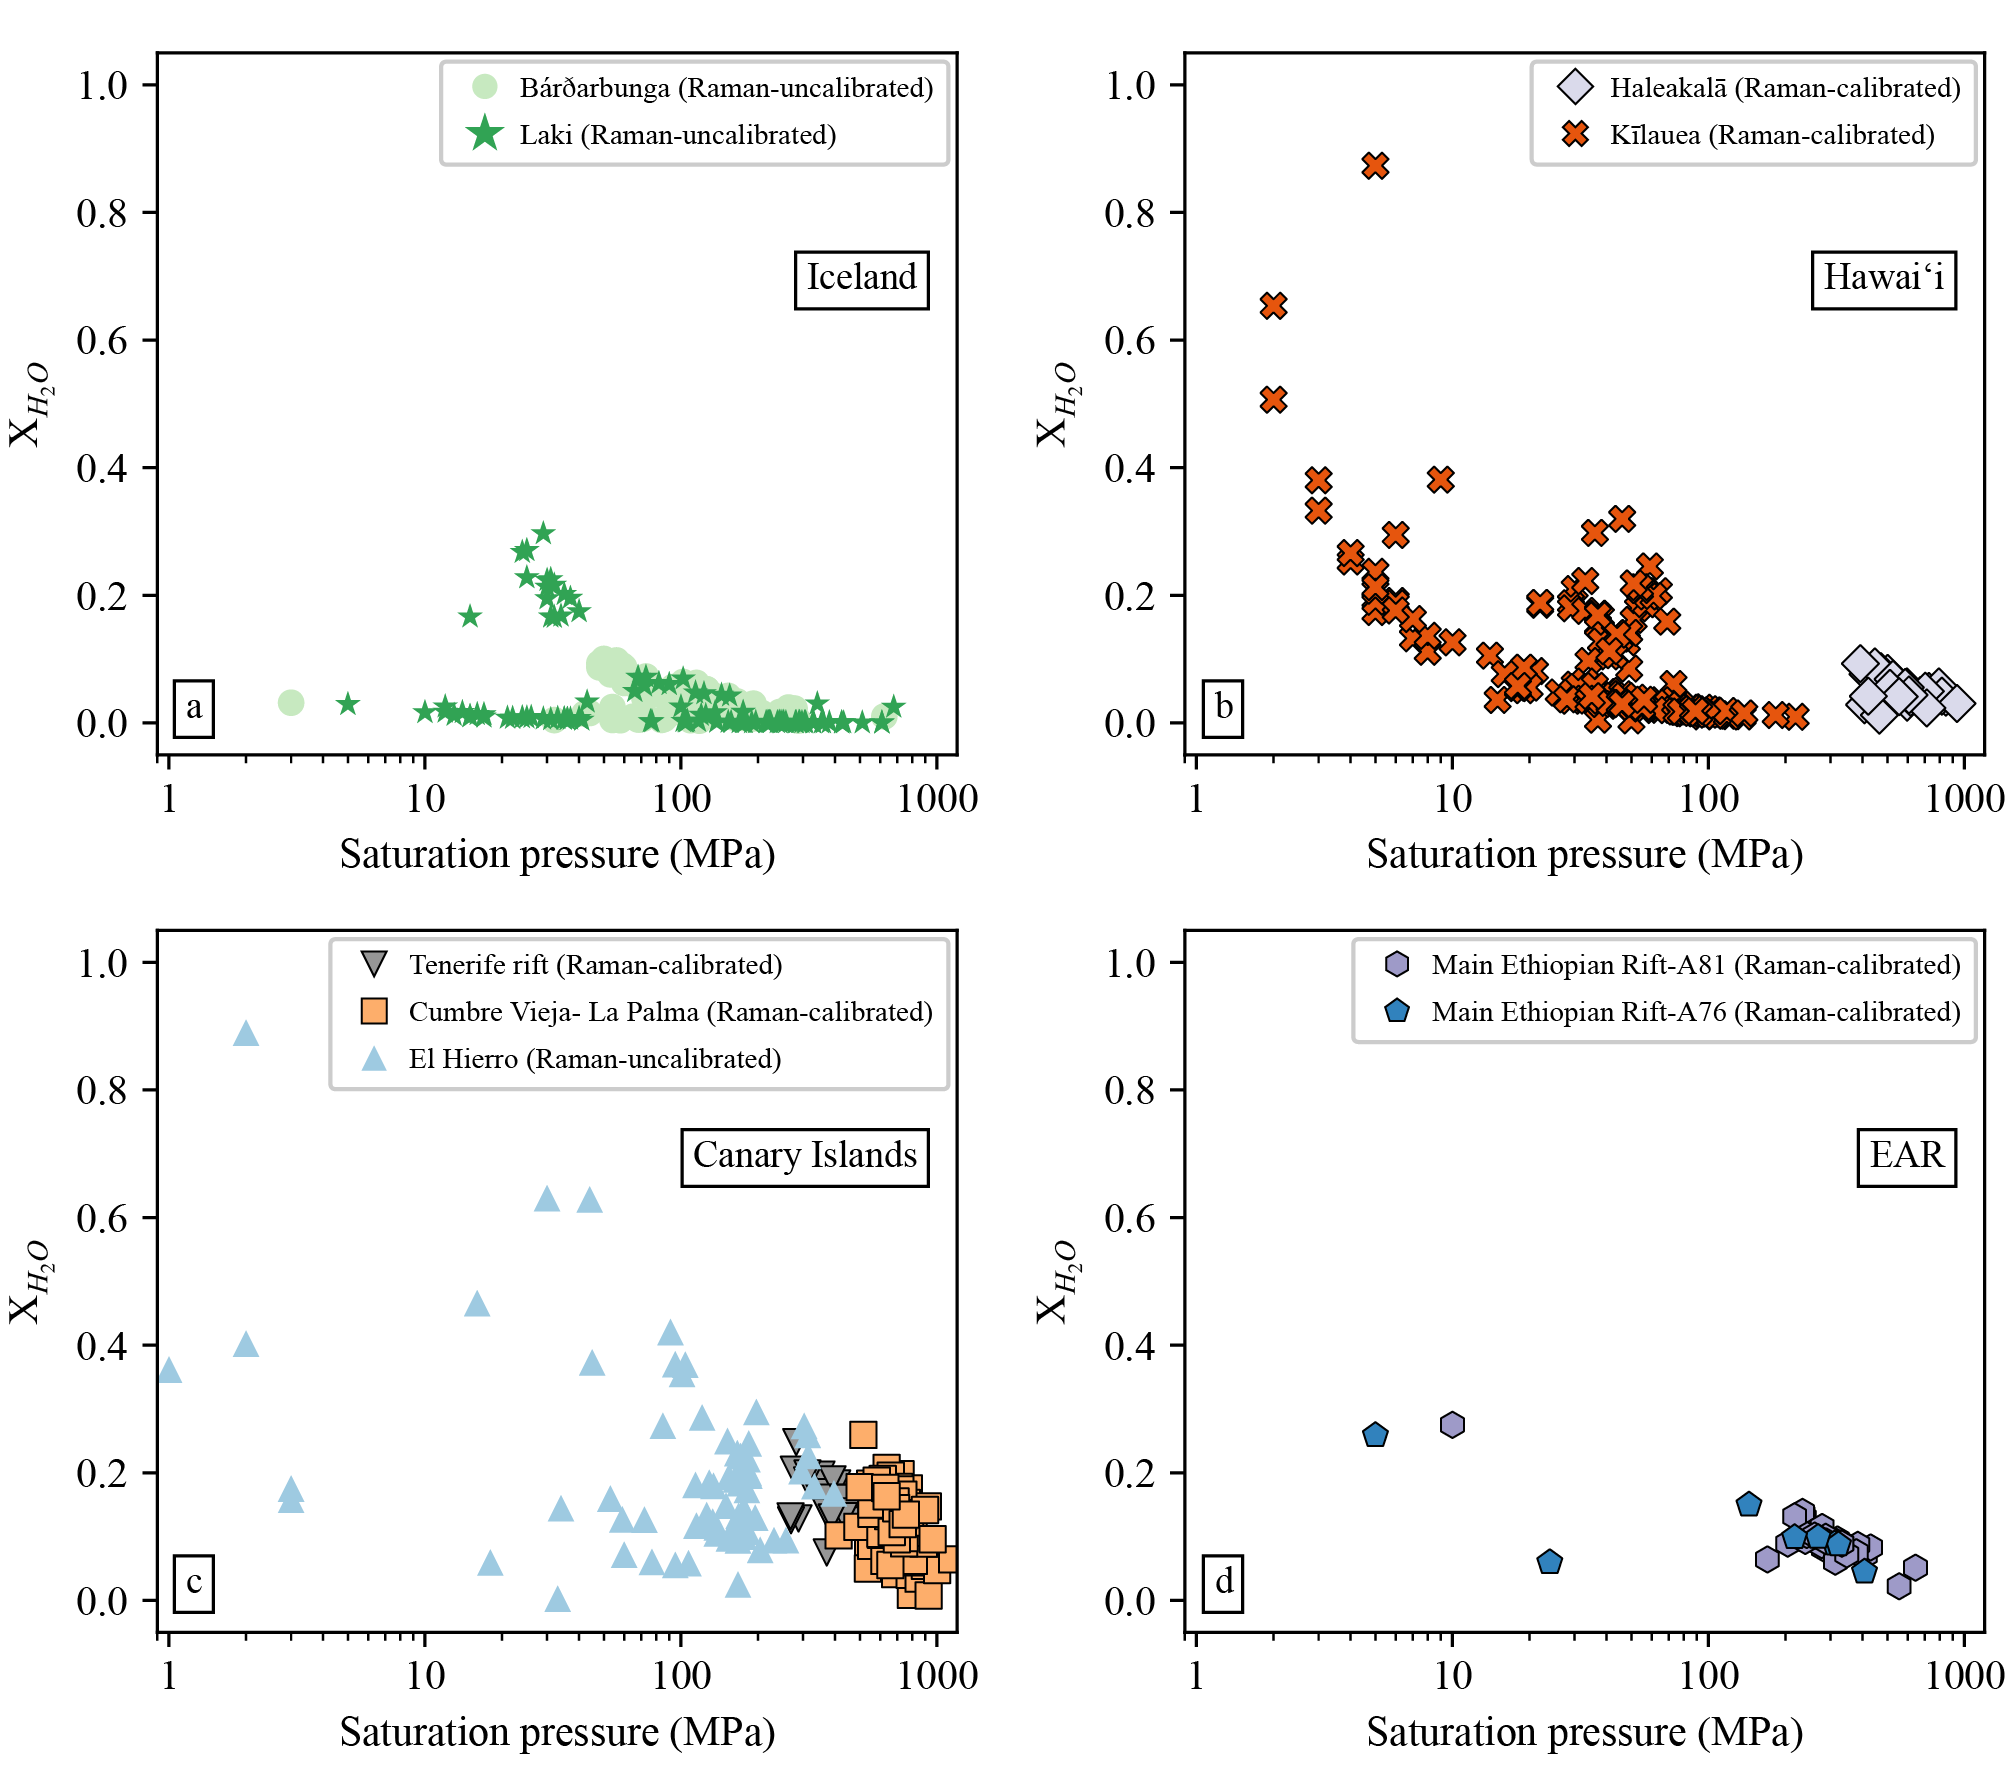 1.0
0.8
0.6
0.4
0.2
0.0
X_{H_2O}
Bárðarbunga (Raman-uncalibrated)
Laki (Raman-uncalibrated)
Iceland
a
1 10 100 1000
Saturation pressure (MPa)
1.0
0.8
0.6
0.4
0.2
0.0
X_{H_2O}
Haleakalā (Raman-calibrated)
Kīlauea (Raman-calibrated)
Hawaiʻi
b
1 10 100 1000
Saturation pressure (MPa)
1.0
0.8
0.6
0.4
0.2
0.0
X_{H_2O}
Tenerife rift (Raman-calibrated)
Cumbre Vieja- La Palma (Raman-calibrated)
El Hierro (Raman-uncalibrated)
Canary Islands
c
1 10 100 1000
Saturation pressure (MPa)
1.0
0.8
0.6
0.4
0.2
0.0
X_{H_2O}
Main Ethiopian Rift-A81 (Raman-calibrated)
Main Ethiopian Rift-A76 (Raman-calibrated)
EAR
d
1 10 100 1000
Saturation pressure (MPa)